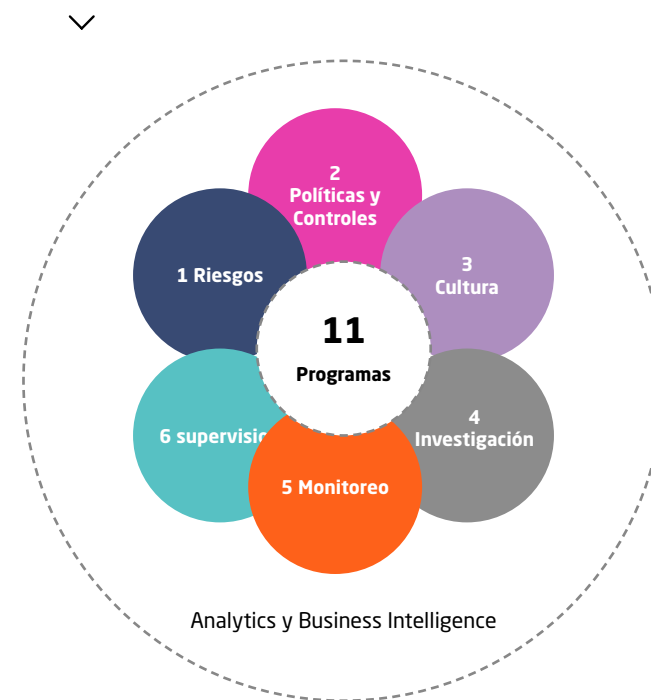 2
Políticas y
Controles
1 Riesgos
3
Cultura
11
Programas
6 supervisio
4
Investigación
5 Monitoreo
Analytics y Business Intelligence